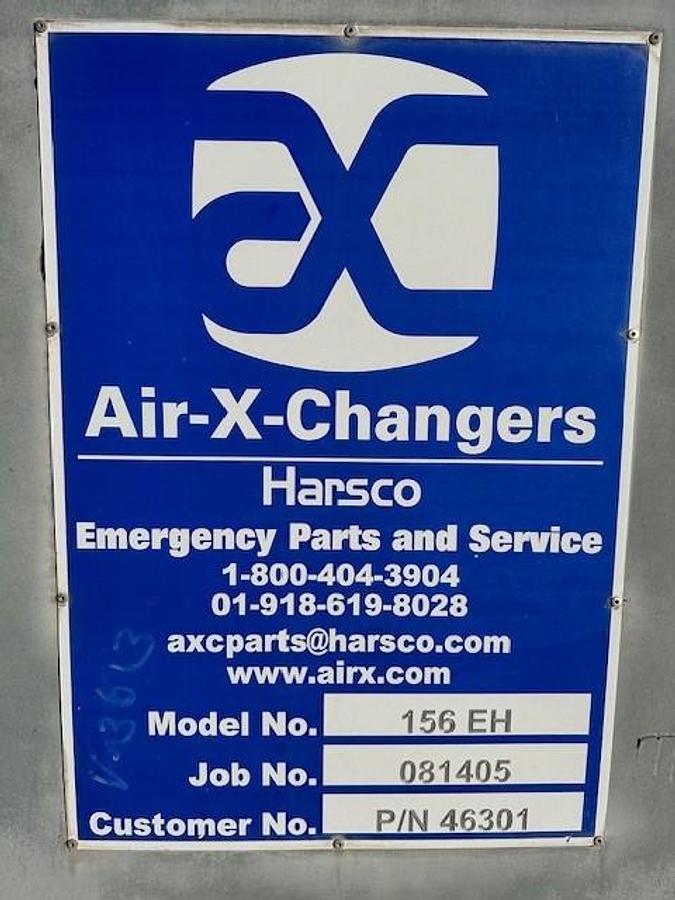 aX
Air-X-Changers
Harsco
Emergency Parts and Service
1-800-404-3904
01-918-619-8028
axcparts@harsco.com
www.airx.com
Model No. 156 EH
Job No. 081405
Customer No. P/N 46301